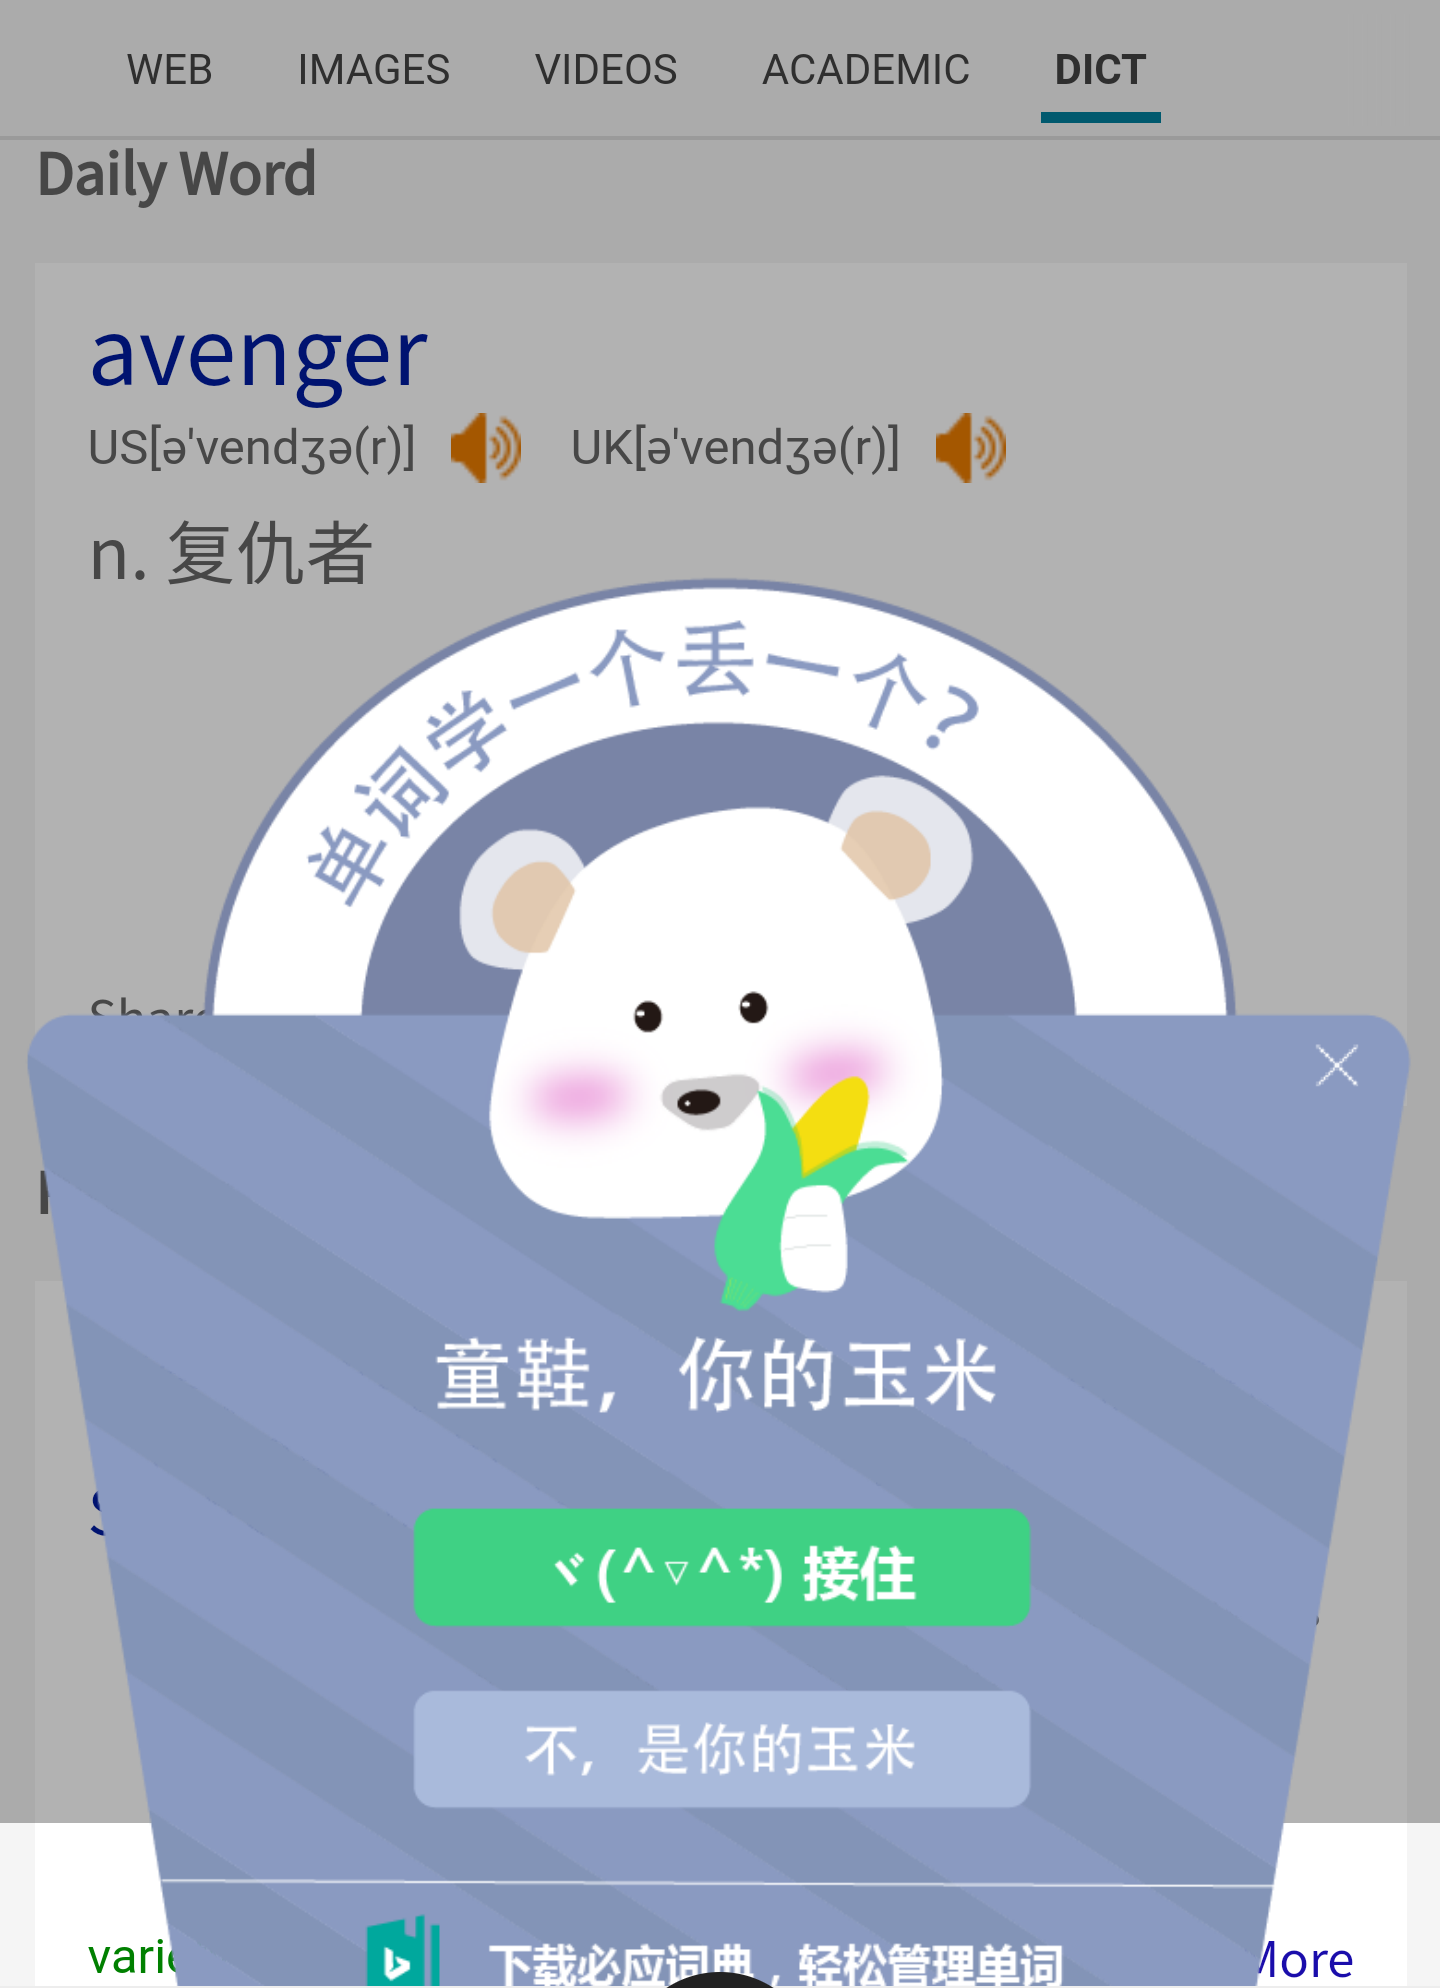 WEB IMAGES VIDEOS ACADEMIC DICT
Daily Word
avenger
US[ə'vendʒə(r)] UK[ə'vendʒə(r)]
n. 复仇者
单词学一个丢一个?
童鞋，你的玉米
ヾ(^▽^*) 接住
不，是你的玉米
下载必应词典，轻松管理单词
More